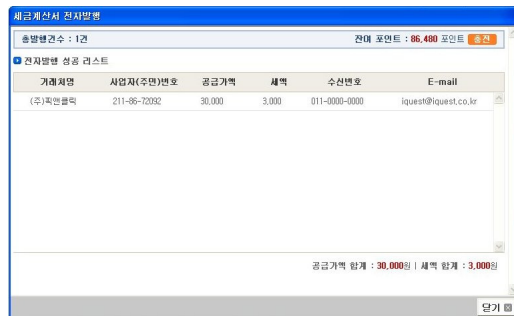 세금계산서 전자발행
총발행건수 : 1건 잔여 포인트 : 86,480 포인트 충전
전자발행 성공 리스트
거래처명 사업자(주민)번호 공급가액 세액 수신번호 E-mail
(주)픽앤클릭 211-86-72092 30,000 3,000 011-0000-0000 iquest@iquest.co.kr
공급가액 합계 : 30,000원 | 세액 합계 : 3,000원
닫기